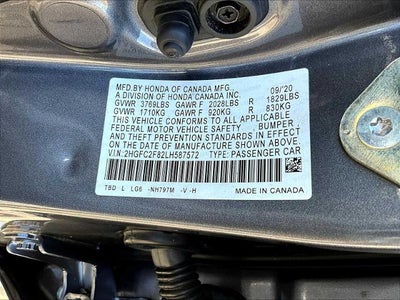 MFD.BY HONDA OF CANADA MFG., 09/20
A DIVISION OF HONDA CANADA INC.
GVWR 3769LBS GAWR F 2028LBS R 1829LBS
GVWR 1710KG GAWR F 920KG R 830KG
THIS VEHICLE CONFORMS TO ALL APPLICABLE
FEDERAL MOTOR VEHICLE SAFETY, BUMPER,
AND THEFT PREVENTION STANDARDS IN EFFECT
ON THE DATE OF MANUFACTURE SHOWN ABOVE.
V.I.N: 2HGFC2F82LH587572 TYPE: PASSENGER CAR
TBD L LG6 -NH797M -V -H MADE IN CANADA